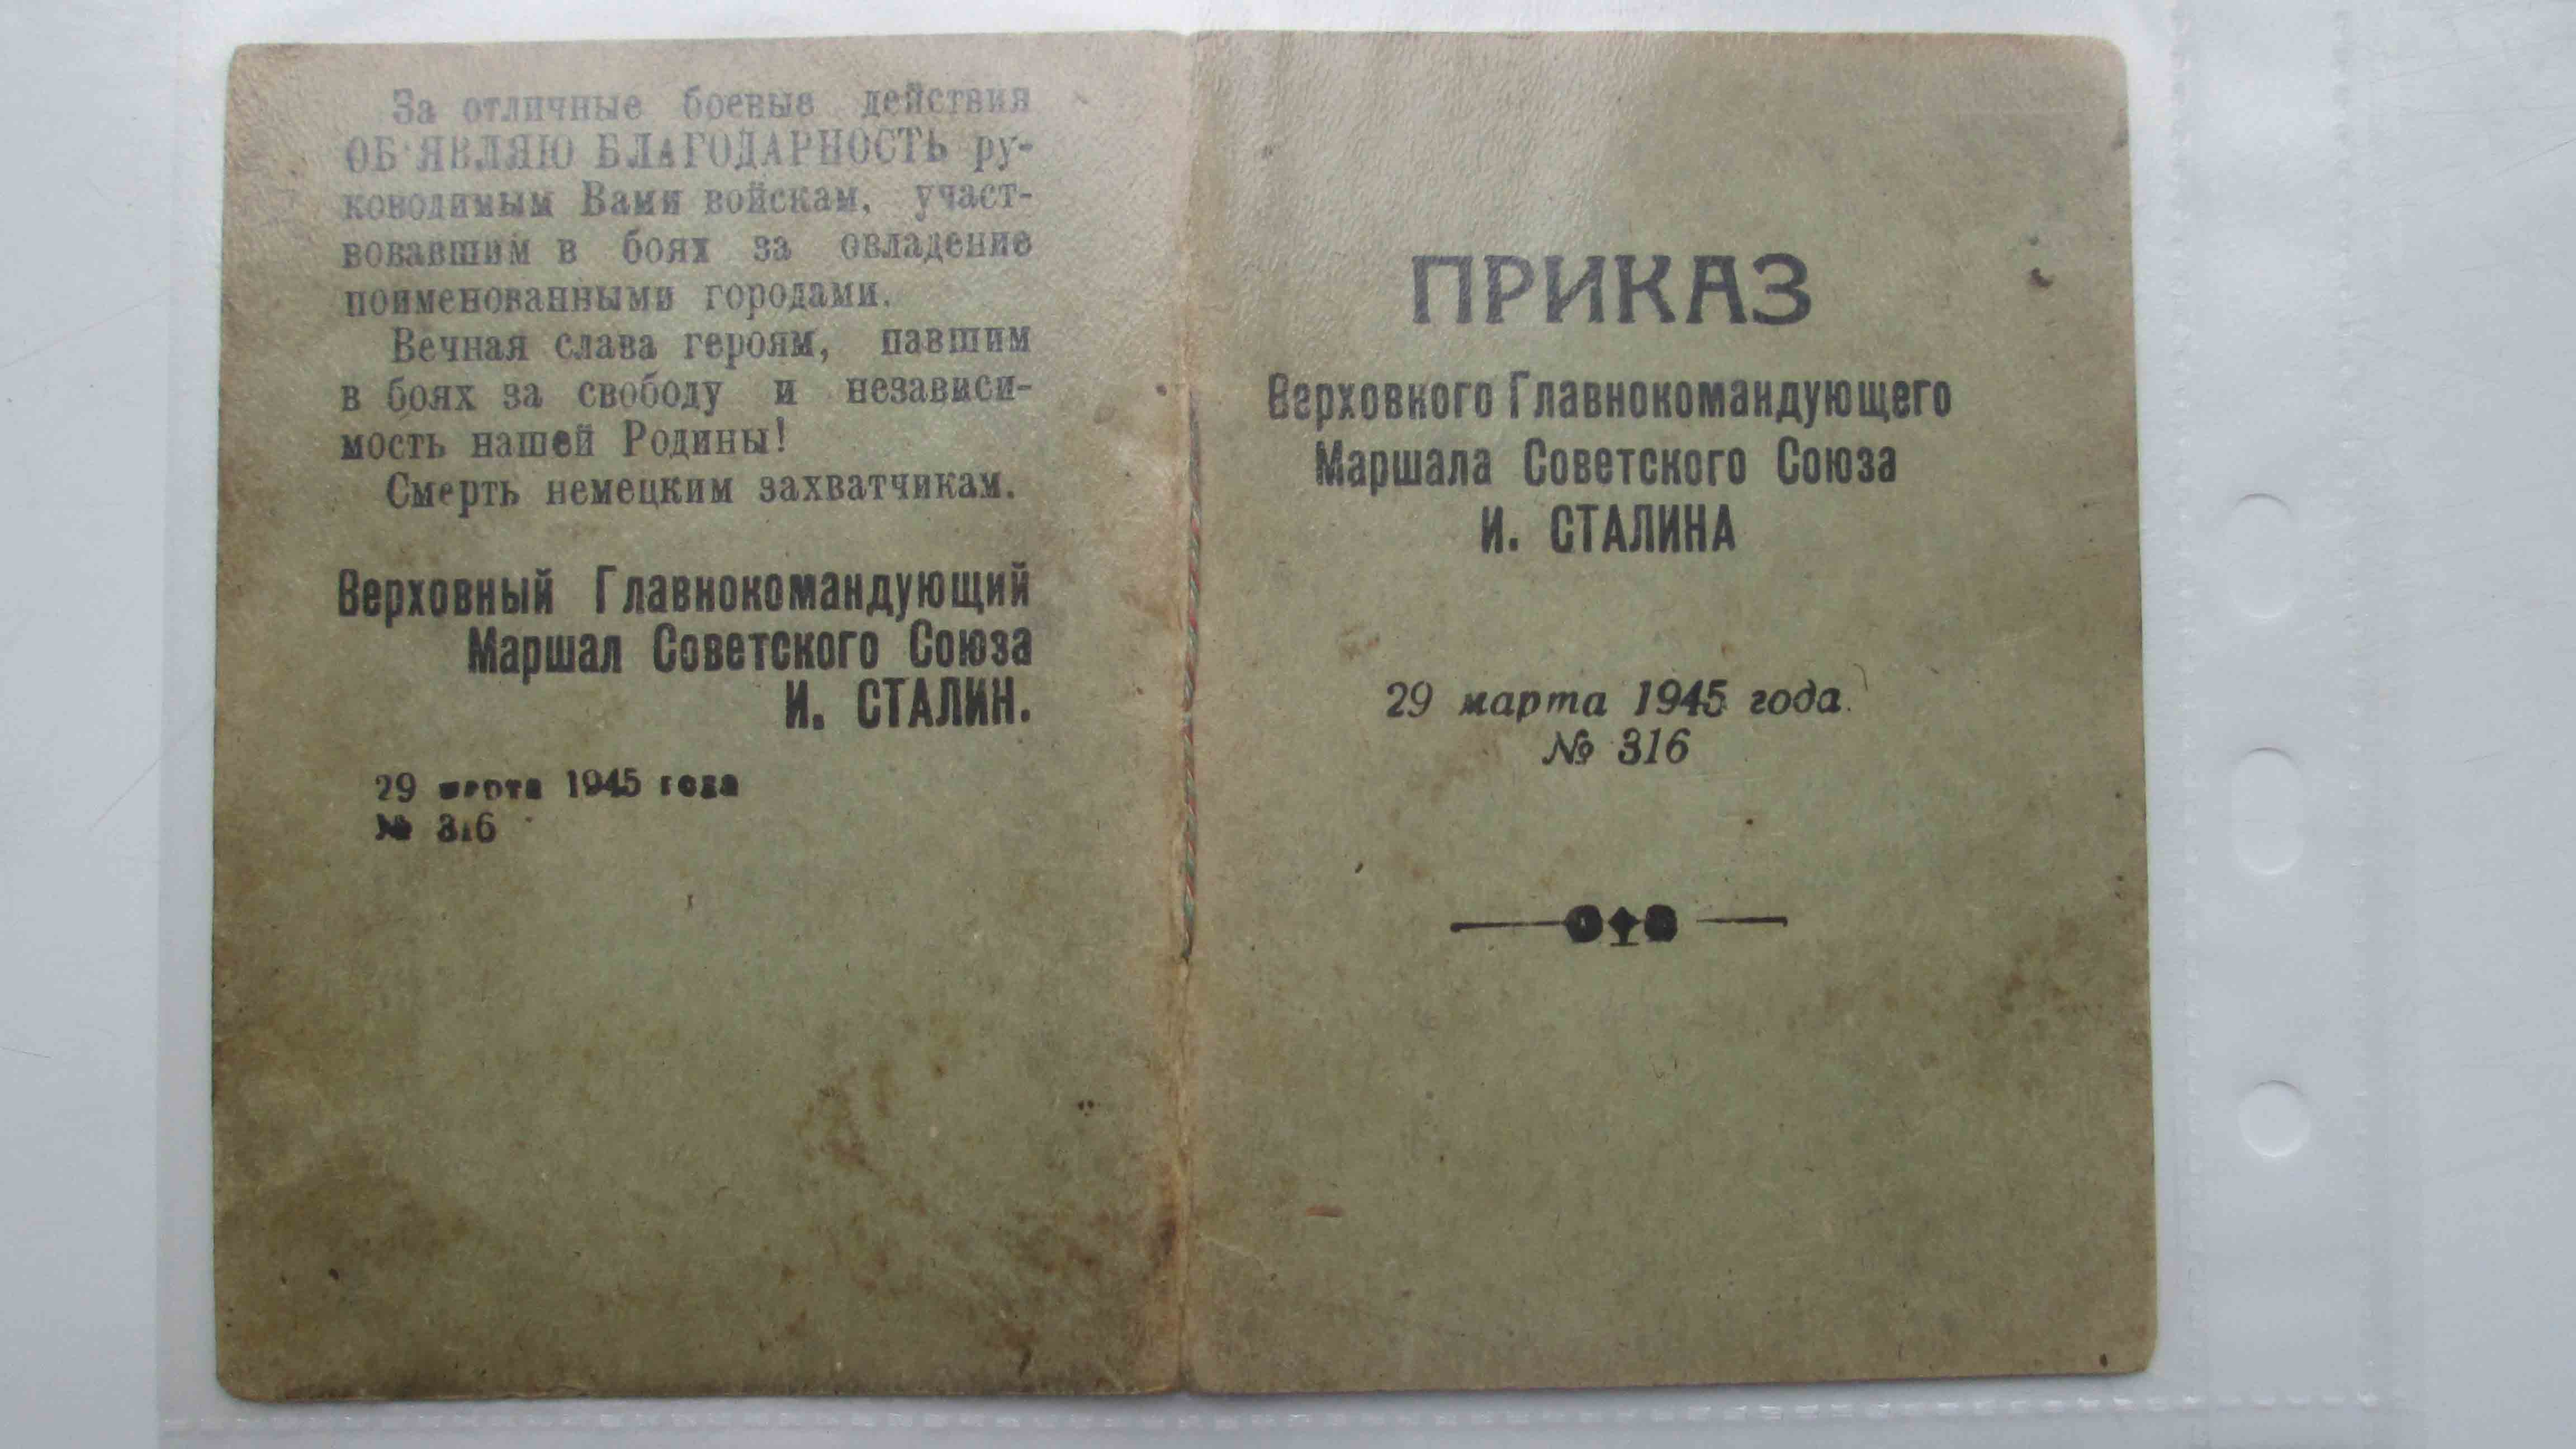 За отличные боевые действия
ОБ'ЯВЛЯЮ БЛАГОДАРНОСТЬ ру-
ководимым Вами войскам, участ-
вовавшим в боях за овладение
поименованными городами.
Вечная слава героям, павшим
в боях за свободу и независи-
мость нашей Родины!
Смерть немецким захватчикам.
Верховный Главнокомандующий
Маршал Советского Союза
И. СТАЛИН.
29 марта 1945 года
№ 316
ПРИКАЗ
Верховного Главнокомандующего
Маршала Советского Союза
И. СТАЛИНА
29 марта 1945 года.
№ 316